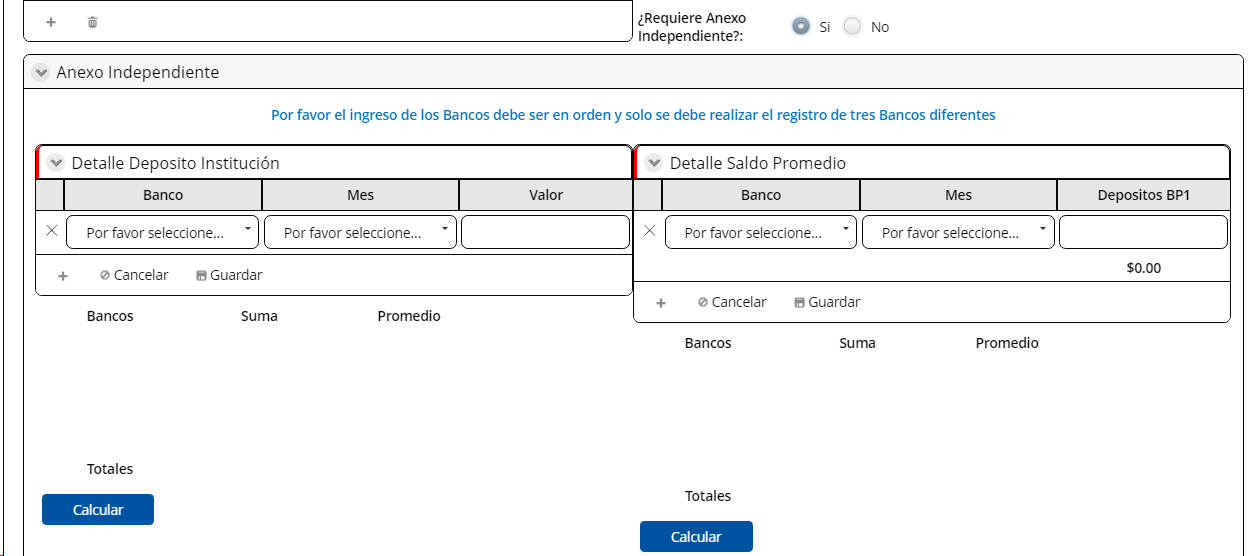 ¿Requiere Anexo
Independiente?:
Si No
Anexo Independiente
Por favor el ingreso de los Bancos debe ser en orden y solo se debe realizar el registro de tres Bancos diferentes
Detalle Deposito Institución
Banco Mes Valor
Por favor seleccione... Por favor seleccione...
Cancelar Guardar
Bancos Suma Promedio
Totales
Calcular
Detalle Saldo Promedio
Banco Mes Depositos BP1
Por favor seleccione... Por favor seleccione...
$0.00
Cancelar Guardar
Bancos Suma Promedio
Totales
Calcular